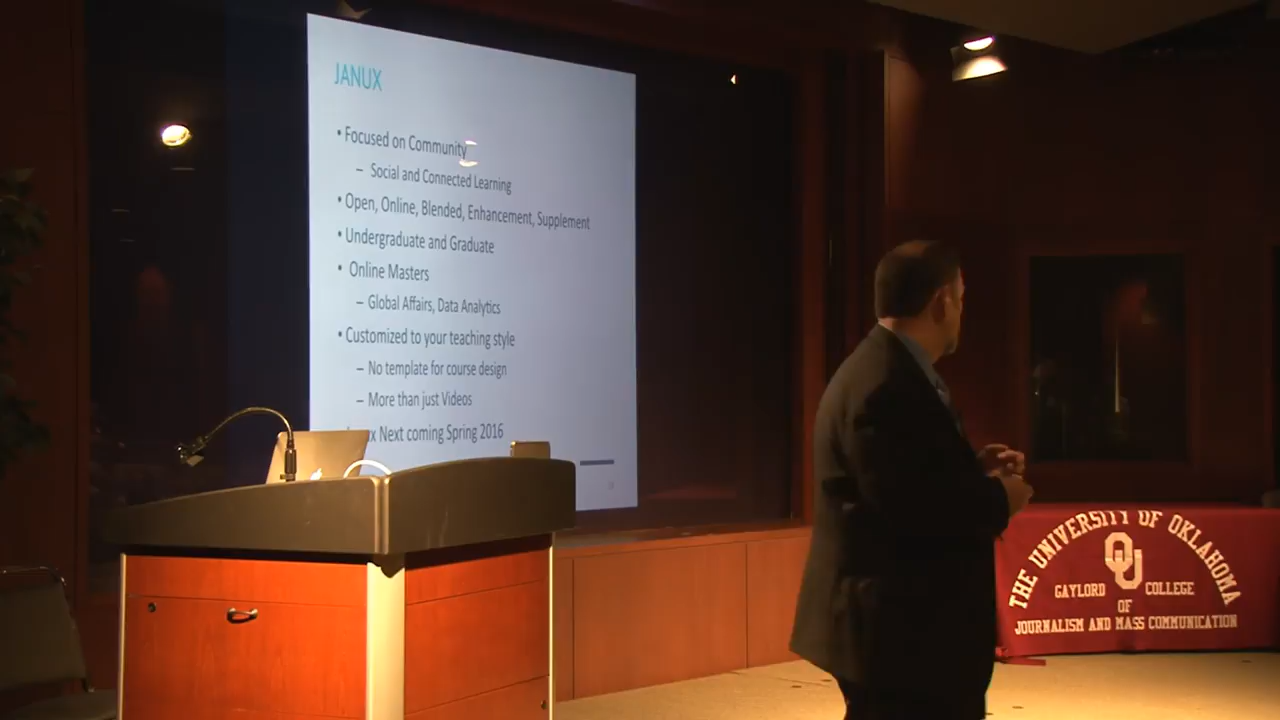 JANUX
• Focused on Community
– Social and Connected Learning
• Open, Online, Blended, Enhancement, Supplement
• Undergraduate and Graduate
• Online Masters
– Global Affairs, Data Analytics
• Customized to your teaching style
– No template for course design
– More than just Videos
Next coming Spring 2016
THE UNIVERSITY OF OKLAHOMA
OU
GAYLORD COLLEGE
OF
JOURNALISM AND MASS COMMUNICATION